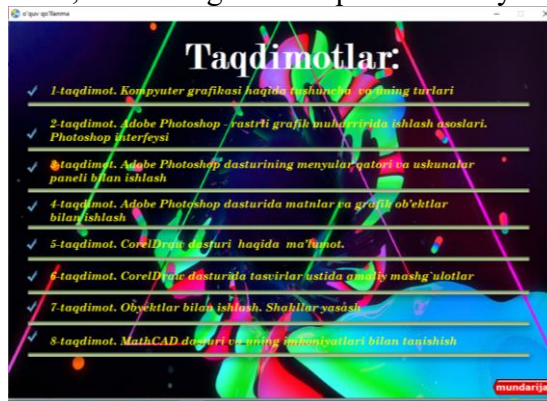 o'quv qo'llanma
Taqdimotlar:
1-taqdimot. Kompyuter grafikasi haqida tushuncha va uning turlari
2-taqdimot. Adobe Photoshop - rastrli grafik muharririda ishlash asoslari.
Photoshop interfeysi
3-taqdimot. Adobe Photoshop dasturining menyular qatori va uskunalar
paneli bilan ishlash
4-taqdimot. Adobe Photoshop dasturida matnlar va grafik ob'ektlar
bilan ishlash
5-taqdimot. CorelDraw dasturi haqida ma'lumot.
6-taqdimot. CorelDraw dasturida tasvirlar ustida amaliy mashg`ulotlar
7-taqdimot. Obyektlar bilan ishlash. Shakllar yasash
8-taqdimot. MathCAD dasturi va uning imkoniyatlari bilan tanishish
mundarija